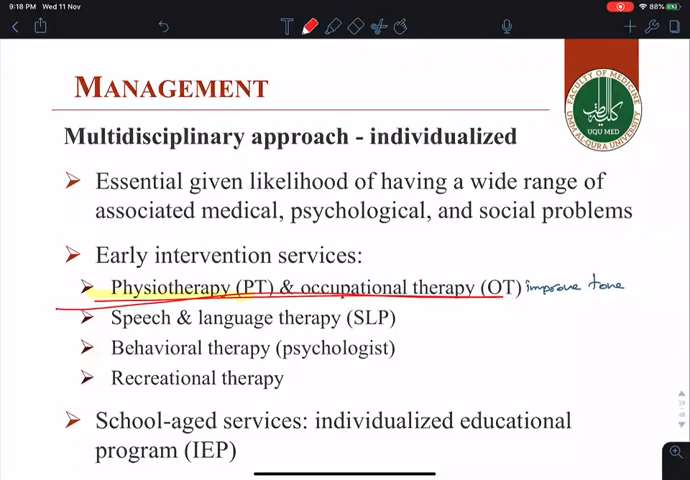 9:18 PM Wed 11 Nov
88%
MANAGEMENT
FACULTY OF MEDICINE
UMM AL-QURA UNIVERSITY
UQU MED
Multidisciplinary approach - individualized
Essential given likelihood of having a wide range of
associated medical, psychological, and social problems
Early intervention services:
Physiotherapy (PT) & occupational therapy (OT) improve tone
Speech & language therapy (SLP)
Behavioral therapy (psychologist)
Recreational therapy
School-aged services: individualized educational
program (IEP)